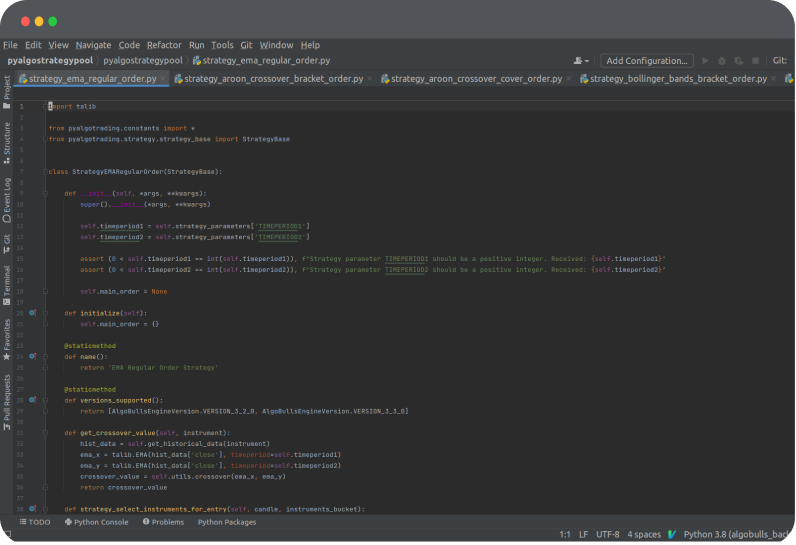 File Edit View Navigate Code Refactor Run Tools Git Window Help
pyalgostrategypool pyalgostrategypool strategy_ema_regular_order.py Add Configuration... Git:
strategy_ema_regular_order.py strategy_aroon_crossover_bracket_order.py strategy_aroon_crossover_cover_order.py strategy_bollinger_bands_bracket_order.py
Project
Structure
Event Log
Git
Terminal
Favorites
Pull Requests
1 import talib
2
3 from pyalgotrading.constants import *
4 from pyalgotrading.strategy.strategy_base import StrategyBase
5
6
7 class StrategyEMARegularOrder(StrategyBase):
8
9 def __init__(self, *args, **kwargs):
10 super().__init__(*args, **kwargs)
11
12 self.timeperiod1 = self.strategy_parameters['TIMEPERIOD1']
13 self.timeperiod2 = self.strategy_parameters['TIMEPERIOD2']
14
15 assert (0 < self.timeperiod1 == int(self.timeperiod1)), f"Strategy parameter TIMEPERIOD1 should be a positive integer. Received: {self.timeperiod1}"
16 assert (0 < self.timeperiod2 == int(self.timeperiod2)), f"Strategy parameter TIMEPERIOD2 should be a positive integer. Received: {self.timeperiod2}"
17
18 self.main_order = None
19
20 def initialize(self):
21 self.main_order = {}
22
23 @staticmethod
24 def name():
25 return 'EMA Regular Order Strategy'
26
27 @staticmethod
28 def versions_supported():
29 return [AlgoBullsEngineVersion.VERSION_3_2_0, AlgoBullsEngineVersion.VERSION_3_3_0]
30
31 def get_crossover_value(self, instrument):
32 hist_data = self.get_historical_data(instrument)
33 ema_x = talib.EMA(hist_data['close'], timeperiod=self.timeperiod1)
34 ema_y = talib.EMA(hist_data['close'], timeperiod=self.timeperiod2)
35 crossover_value = self.utils.crossover(ema_x, ema_y)
36 return crossover_value
37
38 def strategy_select_instruments_for_entry(self, candle, instruments_bucket):
TODO Python Console Problems Python Packages
1:1 LF UTF-8 4 spaces Python 3.8 (algobulls_back